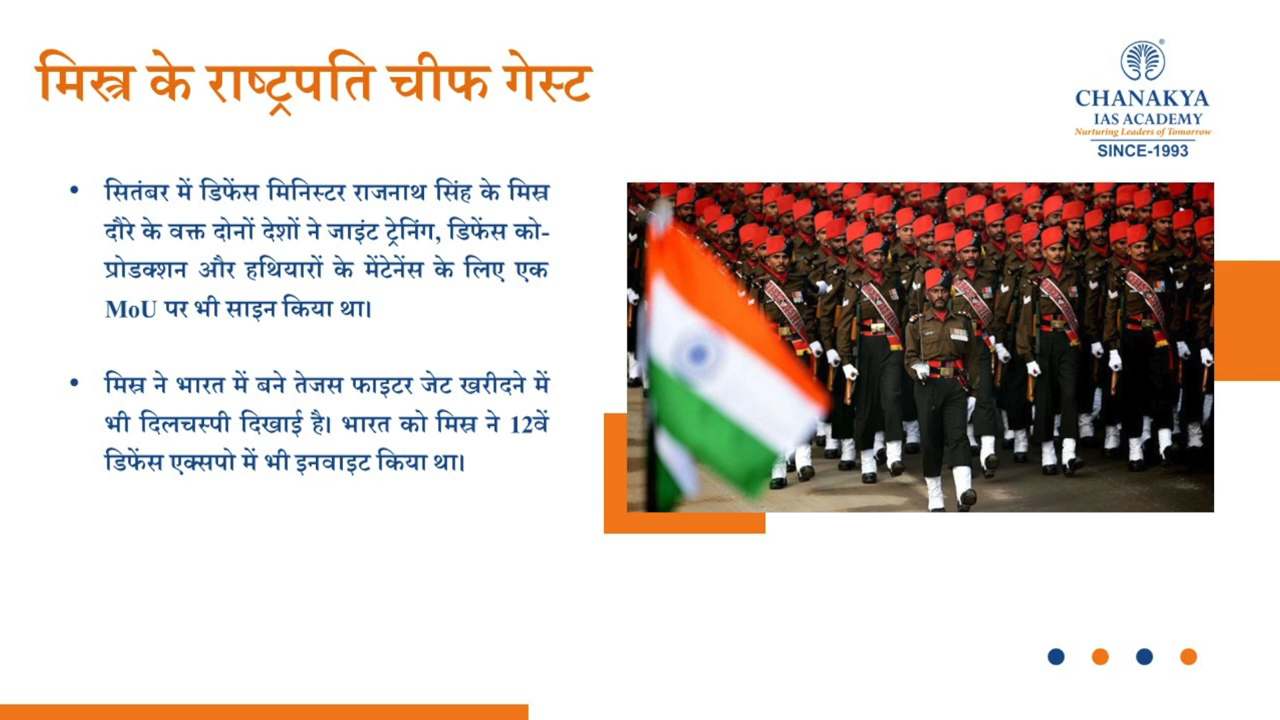 मिस्त्र के राष्ट्रपति चीफ गेस्ट
CHANAKYA
IAS ACADEMY
Nurturing Leaders of Tomorrow
SINCE-1993
• सितंबर में डिफेंस मिनिस्टर राजनाथ सिंह के मिस्र
दौरे के वक्त दोनों देशों ने जाइंट ट्रेनिंग, डिफेंस को-
प्रोडक्शन और हथियारों के मेंटेनेंस के लिए एक
MoU पर भी साइन किया था।
• मिस्र ने भारत में बने तेजस फाइटर जेट खरीदने में
भी दिलचस्पी दिखाई है। भारत को मिस्र ने 12वें
डिफेंस एक्सपो में भी इनवाइट किया था।